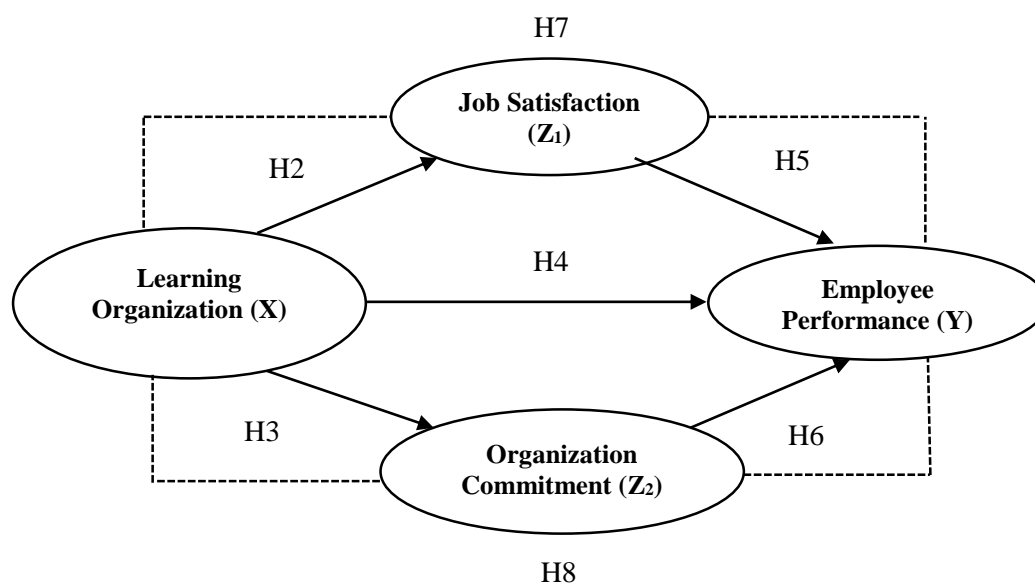 H7
Job Satisfaction
(Z₁)
H2
H5
Learning
Organization (X)
H4
Employee
Performance (Y)
H3
Organization
Commitment (Z₂)
H6
H8